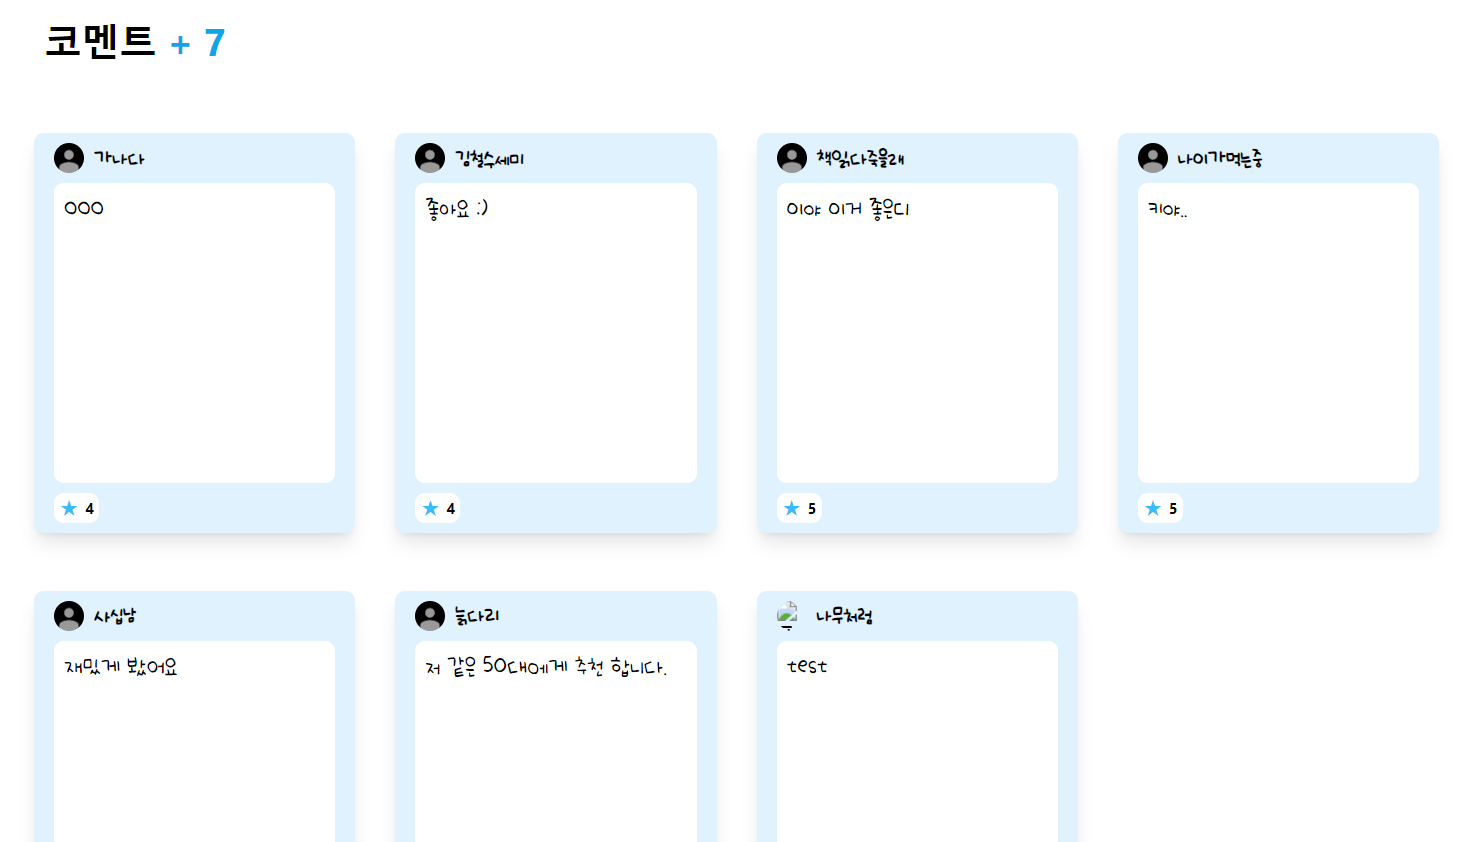 코멘트 + 7
가나다
ㅇㅇㅇ
4
김철수세미
좋아요 :)
4
책읽다죽을래
이야 이거 좋은디
5
나이가먹는중
키야..
5
사십남
재밌게 봤어요
늙다리
저 같은 50대에게 추천 합니다.
나무처럼
test